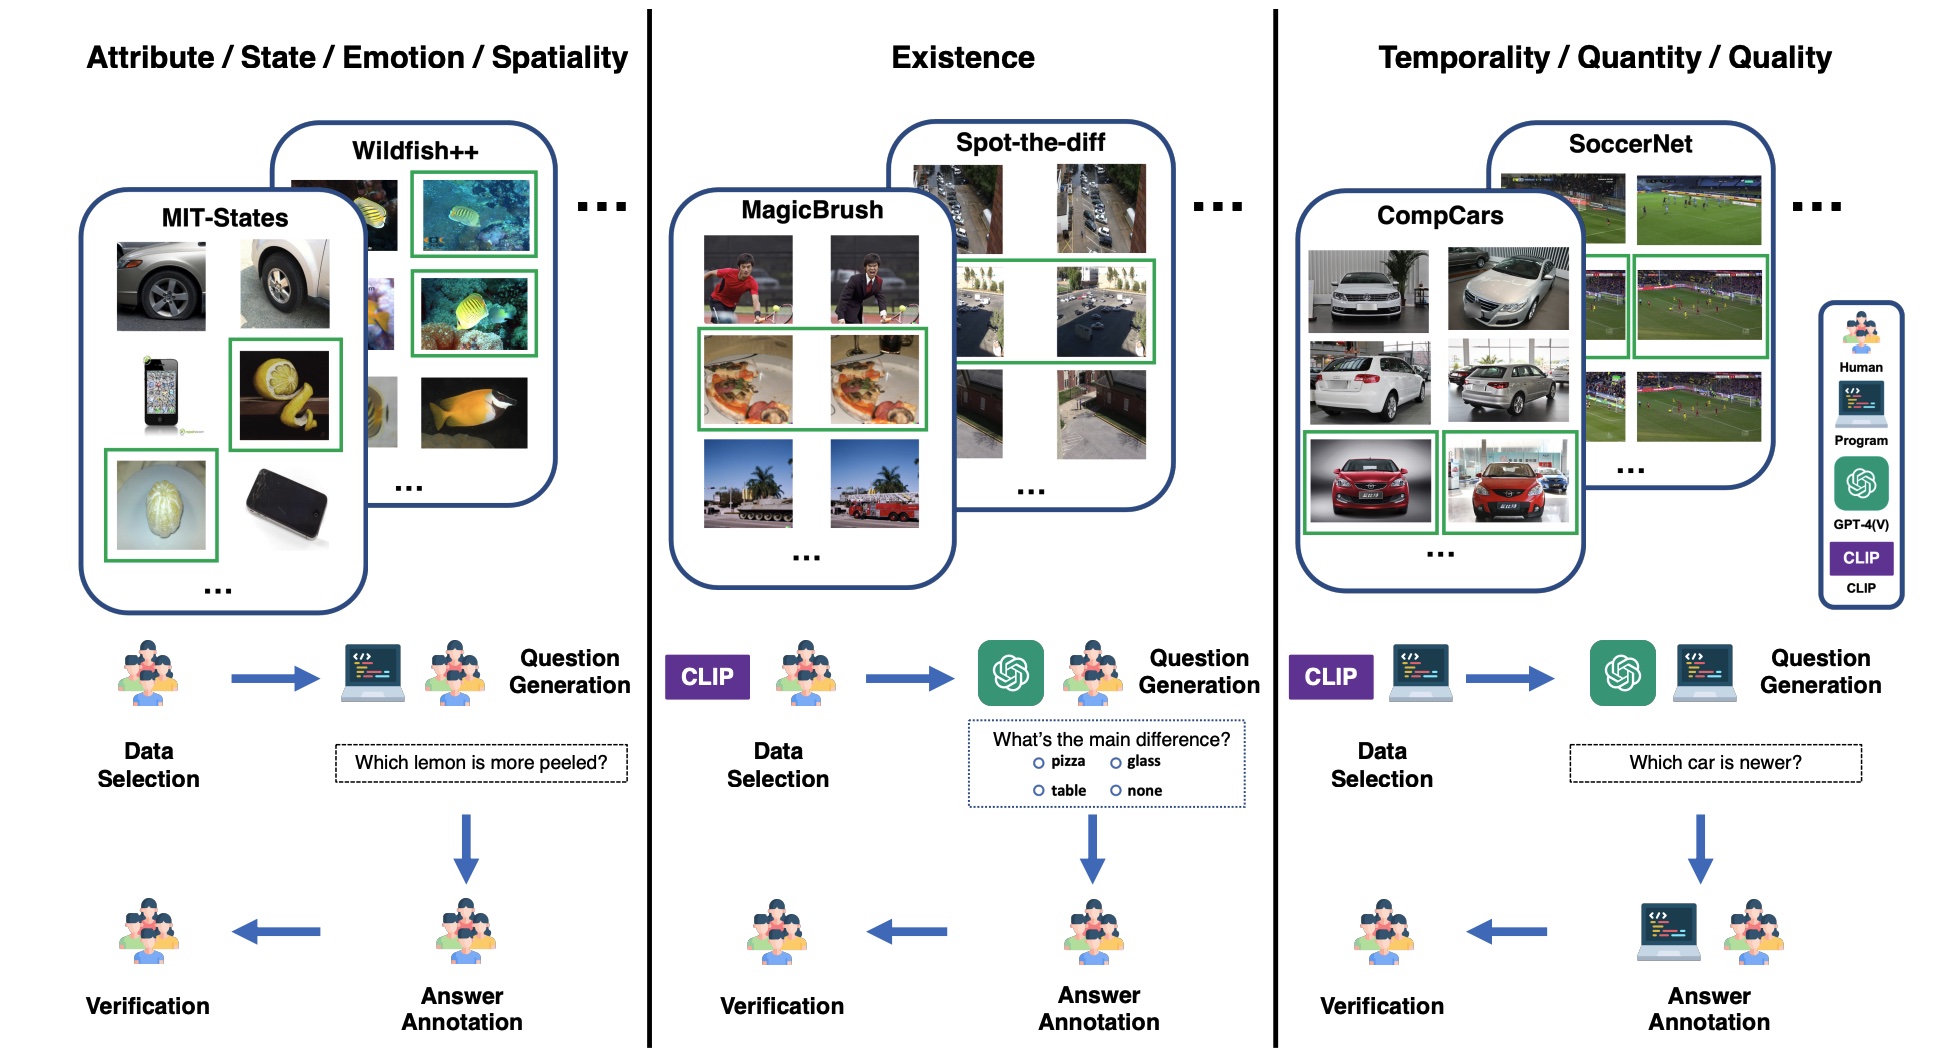 Attribute / State / Emotion / Spatiality
Wildfish++
...
MIT-States
...
...
Data
Selection
Question
Generation
Which lemon is more peeled?
Answer
Annotation
Verification
Existence
Spot-the-diff
...
MagicBrush
...
...
CLIP
Data
Selection
Question
Generation
What's the main difference?
pizza
glass
table
none
Answer
Annotation
Verification
Temporality / Quantity / Quality
SoccerNet
...
CompCars
...
...
CLIP
Data
Selection
Question
Generation
Which car is newer?
Answer
Annotation
Verification
Human
Program
GPT-4(V)
CLIP
CLIP